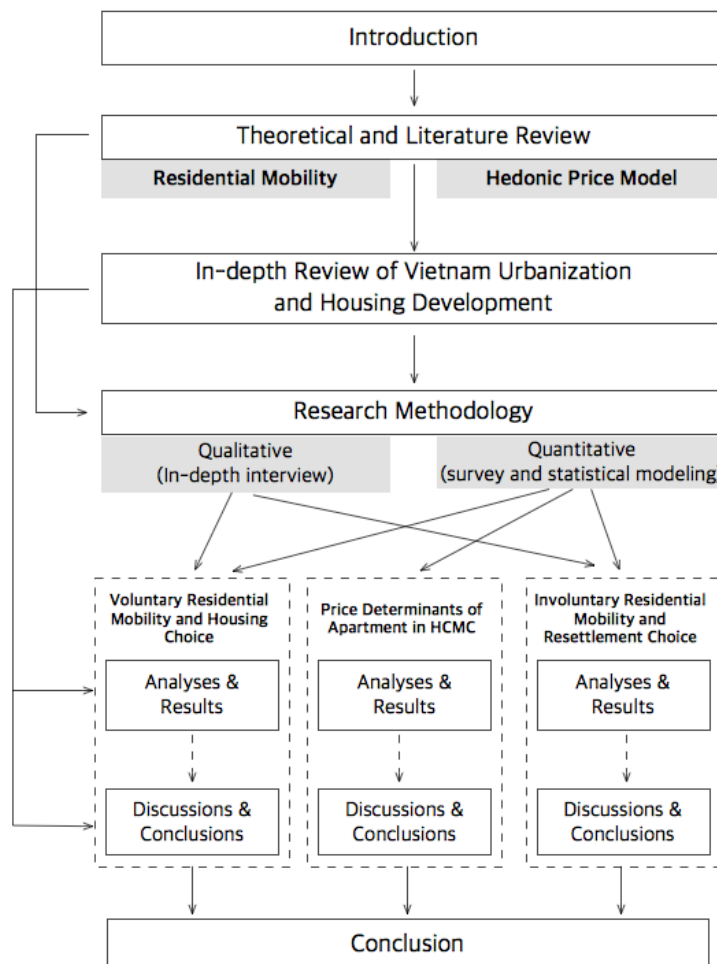 Introduction
Theoretical and Literature Review
Residential Mobility
Hedonic Price Model
In-depth Review of Vietnam Urbanization
and Housing Development
Research Methodology
Qualitative
(In-depth interview)
Quantitative
(survey and statistical modeling)
Voluntary Residential
Mobility and Housing
Choice
Analyses &
Results
Discussions &
Conclusions
Price Determinants of
Apartment in HCMC
Analyses &
Results
Discussions &
Conclusions
Involuntary Residential
Mobility and
Resettlement Choice
Analyses &
Results
Discussions &
Conclusions
Conclusion